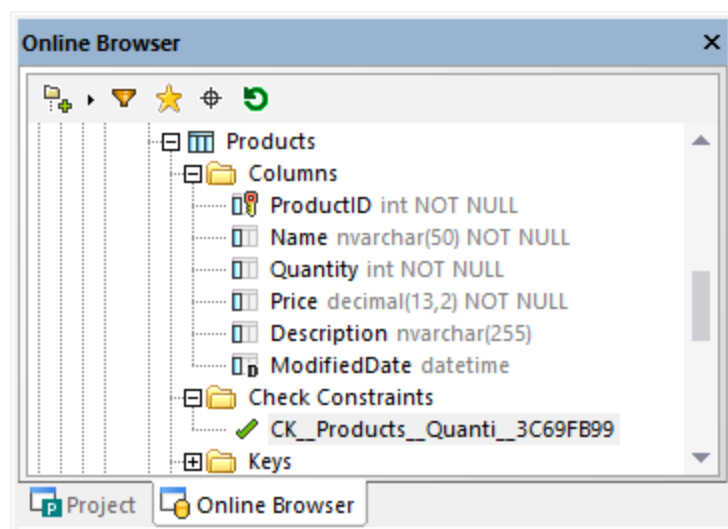 Online Browser
Products
Columns
ProductID int NOT NULL
Name nvarchar(50) NOT NULL
Quantity int NOT NULL
Price decimal(13,2) NOT NULL
Description nvarchar(255)
ModifiedDate datetime
Check Constraints
CK__Products__Quanti__3C69FB99
Keys
Project Online Browser